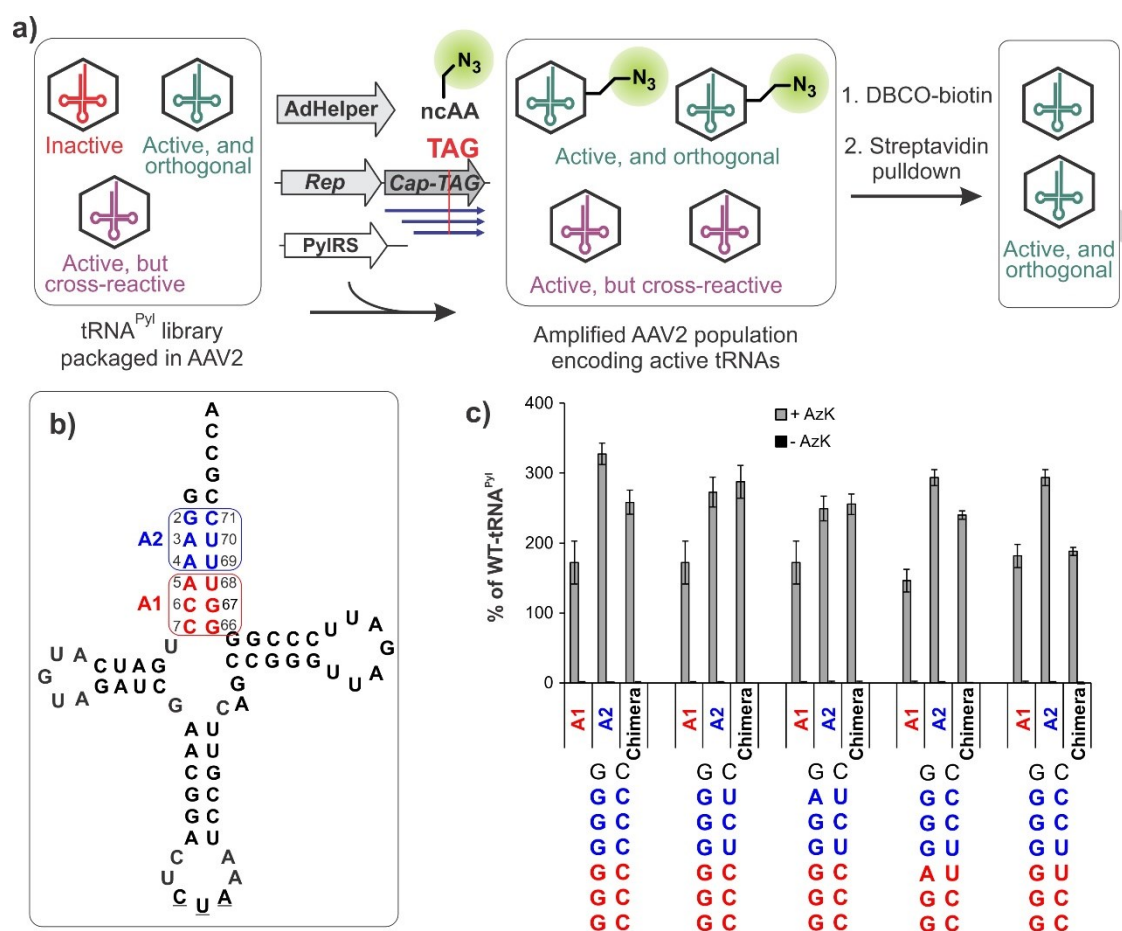 a)
Inactive
Active, and
orthogonal
Active, but
cross-reactive
tRNAPyl library
packaged in AAV2
AdHelper
N3
ncAA
TAG
Rep
Cap-TAG
PylRS
N3
N3
Active, and orthogonal
Active, but cross-reactive
Amplified AAV2 population
encoding active tRNAs
1. DBCO-biotin
2. Streptavidin
pulldown
Active, and
orthogonal
b)
A
C
C
G
G C
2 G C 71
A2 3 A U 70
4 A U 69
5 A U 68
A1 6 C G 67
7 C G 66
U
G G C C C U U A G A U U
C C G G G
A U C U A G
G U A G A U C G
G
A G C
A U
A U
C G
G C
G C
A U
C A
U A
C U A
c)
% of WT-tRNAPyl
400
300
200
100
0
+ AzK
- AzK
A1 A2 Chimera A1 A2 Chimera A1 A2 Chimera A1 A2 Chimera A1 A2 Chimera
G C G C G C G C G C
G C G U A U G C G C
G C G C G C G C G C
G C G U G U G U G U
G C G C G C A U G U
G C G C G C G C G C
G C G C G C G C G C